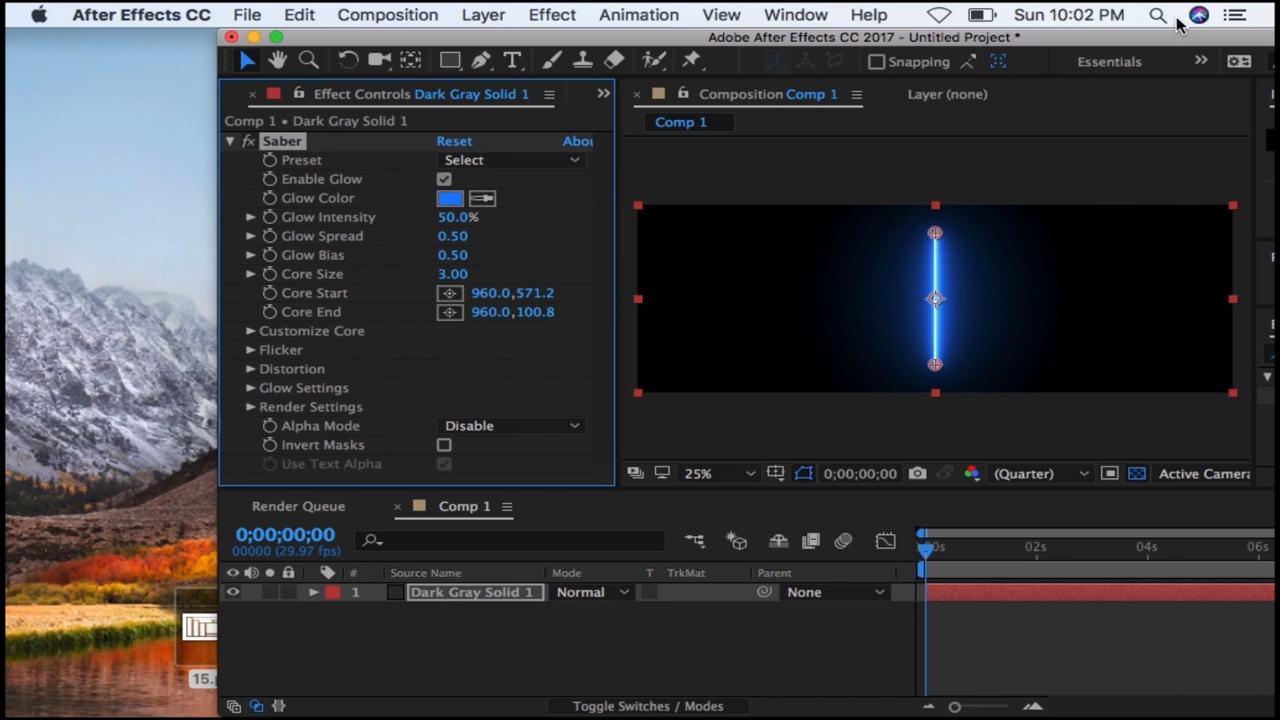 After Effects CC File Edit Composition Layer Effect Animation View Window Help Sun 10:02 PM
Adobe After Effects CC 2017 - Untitled Project *
T Snapping Essentials »
× Effect Controls Dark Gray Solid 1 »
× Composition Comp 1 Layer (none)
Comp 1 • Dark Gray Solid 1
Comp 1
fx Saber Reset Abou
Preset Select
Enable Glow
Glow Color
Glow Intensity 50.0%
Glow Spread 0.50
Glow Bias 0.50
Core Size 3.00
Core Start 960.0,571.2
Core End 960.0,100.8
Customize Core
Flicker
Distortion
Glow Settings
Render Settings
Alpha Mode Disable
Invert Masks
Use Text Alpha
25% 0;00;00;00 (Quarter) Active Camera
Render Queue × Comp 1
0;00;00;00
00000 (29.97 fps)
:00s 02s 04s 06s
# Source Name Mode T TrkMat Parent
1 Dark Gray Solid 1 Normal None
15.
Toggle Switches / Modes